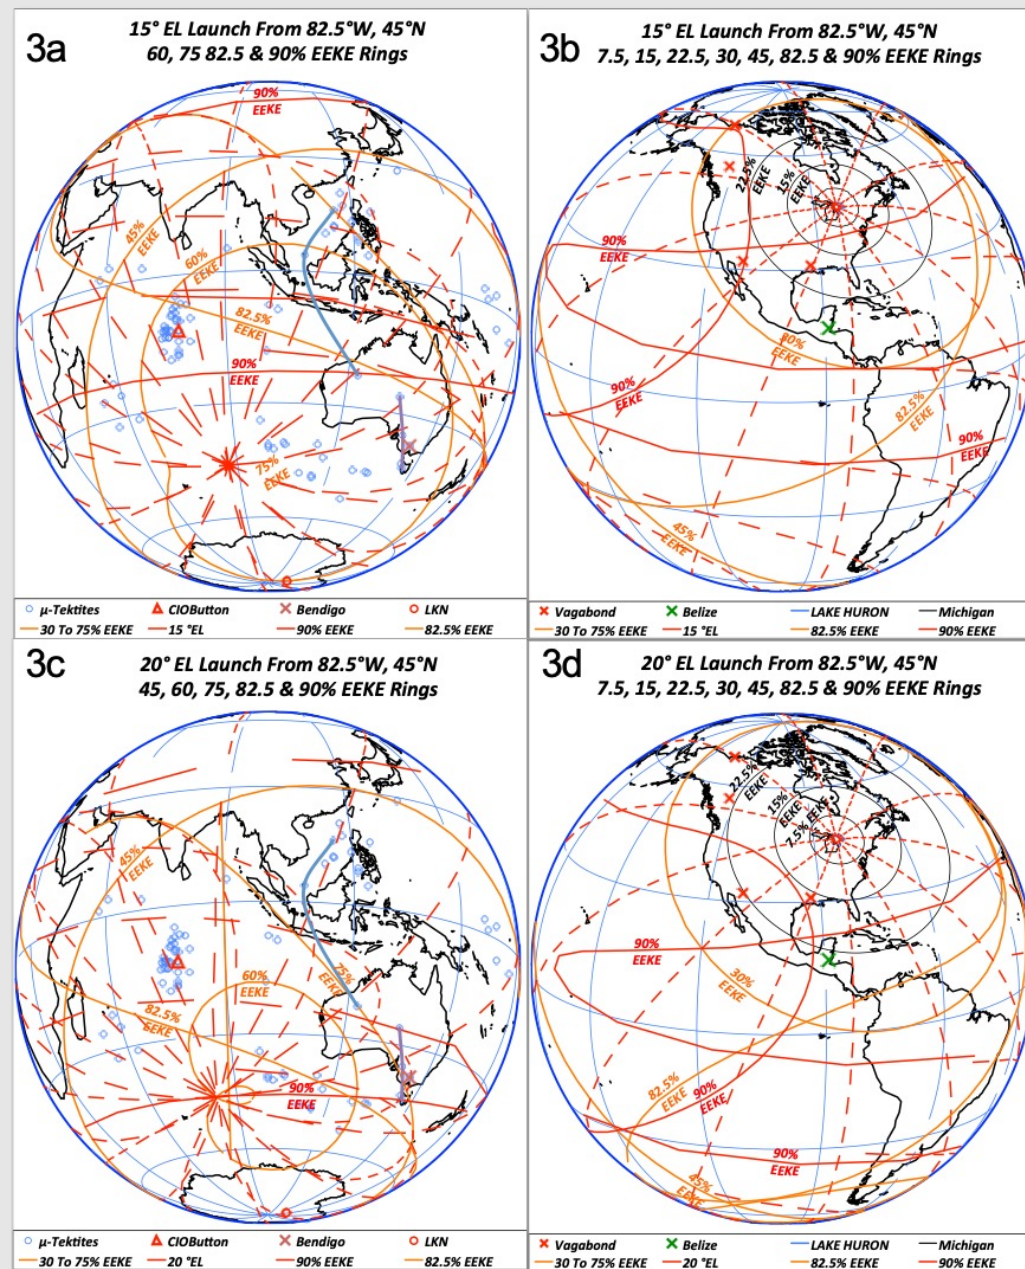 3a
15° EL Launch From 82.5°W, 45°N
60, 75 82.5 & 90% EEKE Rings
90%
EEKE
45%
EEKE
60%
EEKE
82.5%
EEKE
90%
EEKE
75%
EEKE
μ-Tektites CIOButton Bendigo LKN
30 To 75% EEKE 15 °EL 90% EEKE 82.5% EEKE
3b
15° EL Launch From 82.5°W, 45°N
7.5, 15, 22.5, 30, 45, 82.5 & 90% EEKE Rings
22.5%
EEKE
15%
EEKE
90%
EEKE
30%
EEKE
90%
EEKE
82.5%
EEKE
90%
EEKE
45%
EEKE
Vagabond Belize LAKE HURON Michigan
30 To 75% EEKE 15 °EL 82.5% EEKE 90% EEKE
3c
20° EL Launch From 82.5°W, 45°N
45, 60, 75, 82.5 & 90% EEKE Rings
45%
EEKE
60%
EEKE
75%
EEKE
82.5%
EEKE
90%
EEKE
μ-Tektites CIOButton Bendigo LKN
30 To 75% EEKE 20 °EL 90% EEKE 82.5% EEKE
3d
20° EL Launch From 82.5°W, 45°N
7.5, 15, 22.5, 30, 45, 82.5 & 90% EEKE Rings
22.5%
EEKE
15%
EEKE
7.5% EEKE
90%
EEKE
30%
EEKE
82.5%
EEKE
90%
EEKE
90%
EEKE
45%
EEKE
Vagabond Belize LAKE HURON Michigan
30 To 75% EEKE 20 °EL 82.5% EEKE 90% EEKE